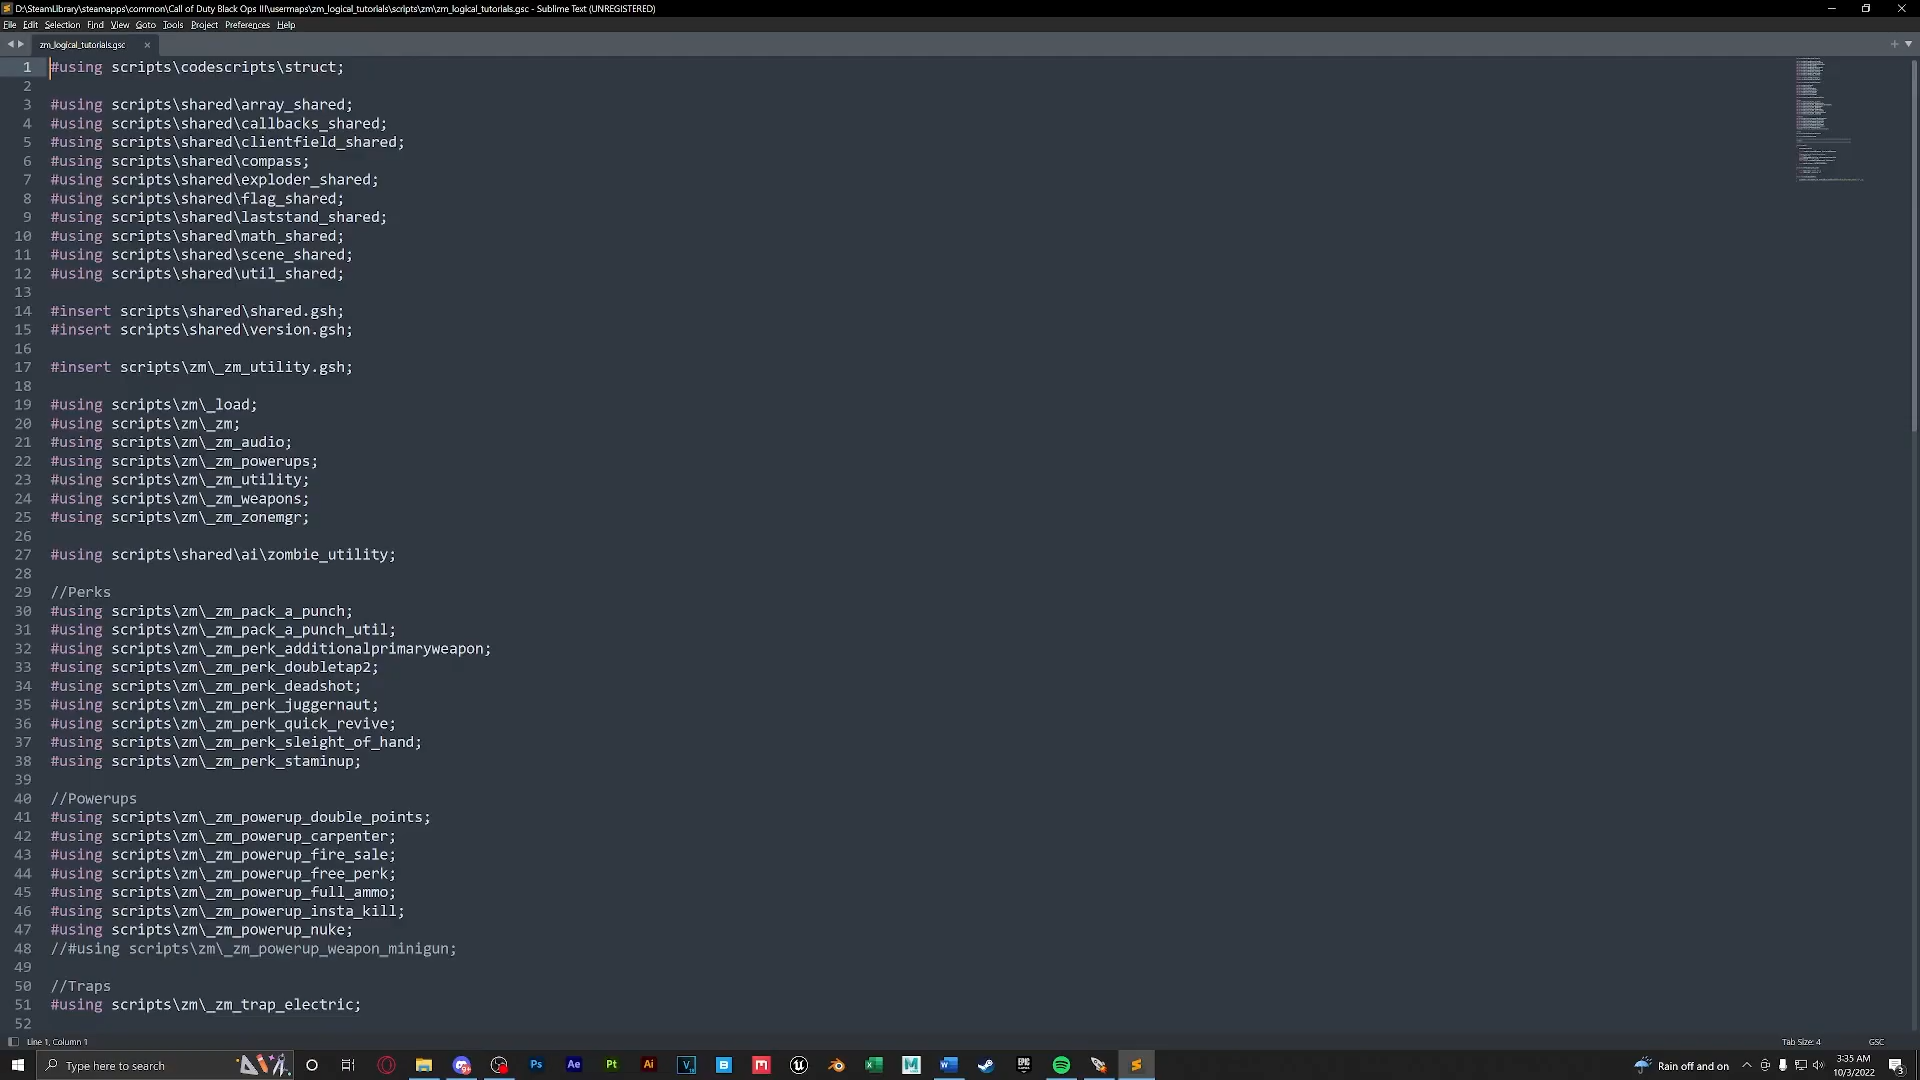 D:\SteamLibrary\steamapps\common\Call of Duty Black Ops III\usermaps\zm_logical_tutorials\scripts\zm\zm_logical_tutorials.gsc - Sublime Text (UNREGISTERED)
File Edit Selection Find View Goto Tools Project Preferences Help
zm_logical_tutorials.gsc
1 #using scripts\codescripts\struct;
2
3 #using scripts\shared\array_shared;
4 #using scripts\shared\callbacks_shared;
5 #using scripts\shared\clientfield_shared;
6 #using scripts\shared\compass;
7 #using scripts\shared\exploder_shared;
8 #using scripts\shared\flag_shared;
9 #using scripts\shared\laststand_shared;
10 #using scripts\shared\math_shared;
11 #using scripts\shared\scene_shared;
12 #using scripts\shared\util_shared;
13
14 #insert scripts\shared\shared.gsh;
15 #insert scripts\shared\version.gsh;
16
17 #insert scripts\zm\_zm_utility.gsh;
18
19 #using scripts\zm\_load;
20 #using scripts\zm\_zm;
21 #using scripts\zm\_zm_audio;
22 #using scripts\zm\_zm_powerups;
23 #using scripts\zm\_zm_utility;
24 #using scripts\zm\_zm_weapons;
25 #using scripts\zm\_zm_zonemgr;
26
27 #using scripts\shared\ai\zombie_utility;
28
29 //Perks
30 #using scripts\zm\_zm_pack_a_punch;
31 #using scripts\zm\_zm_pack_a_punch_util;
32 #using scripts\zm\_zm_perk_additionalprimaryweapon;
33 #using scripts\zm\_zm_perk_doubletap2;
34 #using scripts\zm\_zm_perk_deadshot;
35 #using scripts\zm\_zm_perk_juggernaut;
36 #using scripts\zm\_zm_perk_quick_revive;
37 #using scripts\zm\_zm_perk_sleight_of_hand;
38 #using scripts\zm\_zm_perk_staminup;
39
40 //Powerups
41 #using scripts\zm\_zm_powerup_double_points;
42 #using scripts\zm\_zm_powerup_carpenter;
43 #using scripts\zm\_zm_powerup_fire_sale;
44 #using scripts\zm\_zm_powerup_free_perk;
45 #using scripts\zm\_zm_powerup_full_ammo;
46 #using scripts\zm\_zm_powerup_insta_kill;
47 #using scripts\zm\_zm_powerup_nuke;
48 //#using scripts\zm\_zm_powerup_weapon_minigun;
49
50 //Traps
51 #using scripts\zm\_zm_trap_electric;
52
Line 1, Column 1
Tab Size: 4 GSC
Type here to search
Ps Ae Pt Ai V B M EPIC GAMES
Rain off and on
3:35 AM
10/3/2022